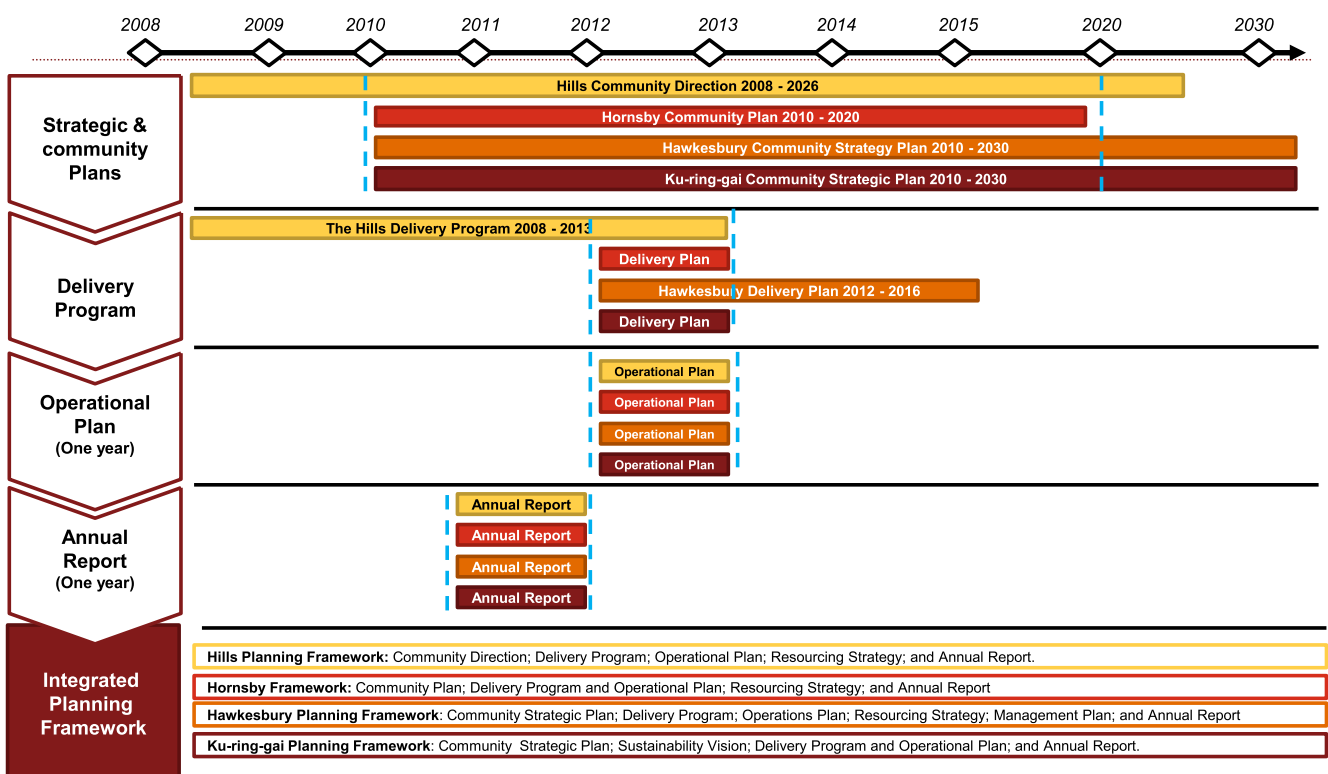 2008 2009 2010 2011 2012 2013 2014 2015 2020 2030
Strategic &
community
Plans
Hills Community Direction 2008 - 2026
Hornsby Community Plan 2010 - 2020
Hawkesbury Community Strategy Plan 2010 - 2030
Ku-ring-gai Community Strategic Plan 2010 - 2030
Delivery
Program
The Hills Delivery Program 2008 - 2013
Delivery Plan
Hawkesbury Delivery Plan 2012 - 2016
Delivery Plan
Operational
Plan
(One year)
Operational Plan
Operational Plan
Operational Plan
Operational Plan
Annual
Report
(One year)
Annual Report
Annual Report
Annual Report
Annual Report
Integrated
Planning
Framework
Hills Planning Framework: Community Direction; Delivery Program; Operational Plan; Resourcing Strategy; and Annual Report.
Hornsby Framework: Community Plan; Delivery Program and Operational Plan; Resourcing Strategy; and Annual Report
Hawkesbury Planning Framework: Community Strategic Plan; Delivery Program; Operations Plan; Resourcing Strategy; Management Plan; and Annual Report
Ku-ring-gai Planning Framework: Community Strategic Plan; Sustainability Vision; Delivery Program and Operational Plan; and Annual Report.